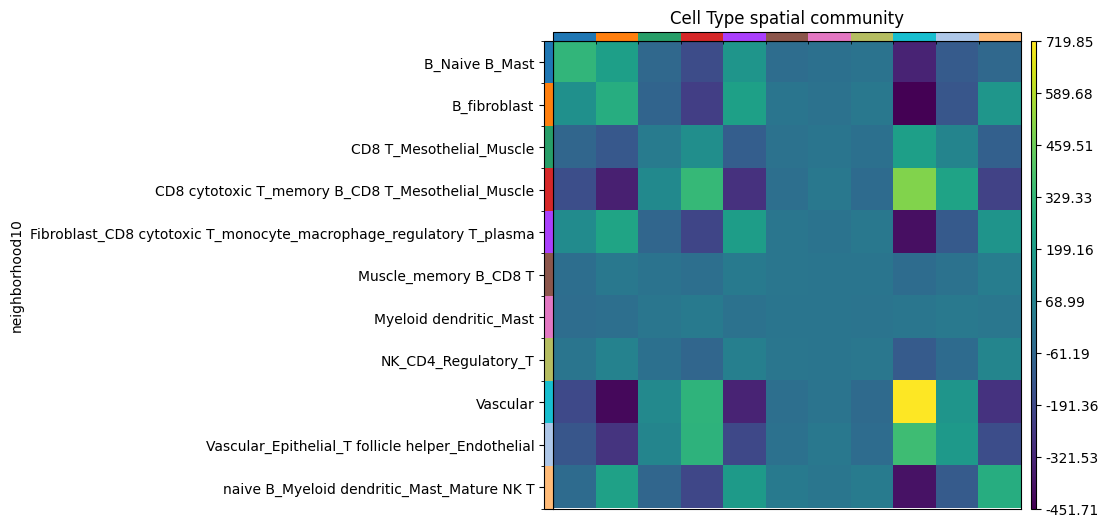 Cell Type spatial community
neighborhood10
B_Naive B_Mast
B_fibroblast
CD8 T_Mesothelial_Muscle
CD8 cytotoxic T_memory B_CD8 T_Mesothelial_Muscle
Fibroblast_CD8 cytotoxic T_monocyte_macrophage_regulatory T_plasma
Muscle_memory B_CD8 T
Myeloid dendritic_Mast
NK_CD4_Regulatory_T
Vascular
Vascular_Epithelial_T follicle helper_Endothelial
naive B_Myeloid dendritic_Mast_Mature NK T
719.85
589.68
459.51
329.33
199.16
68.99
-61.19
-191.36
-321.53
-451.71